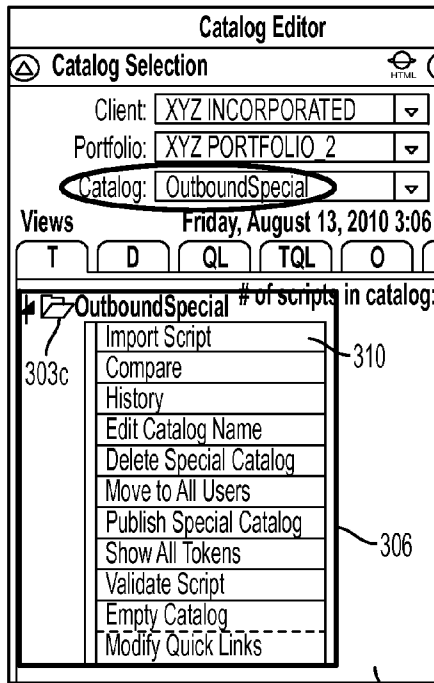 Catalog Editor
Catalog Selection
HTML
Client: XYZ INCORPORATED
Portfolio: XYZ PORTFOLIO_2
Catalog: OutboundSpecial
Views Friday, August 13, 2010 3:06
T D QL TQL O
OutboundSpecial # of scripts in catalog:
303c
Import Script
310
Compare
History
Edit Catalog Name
Delete Special Catalog
Move to All Users
Publish Special Catalog
306
Show All Tokens
Validate Script
Empty Catalog
Modify Quick Links